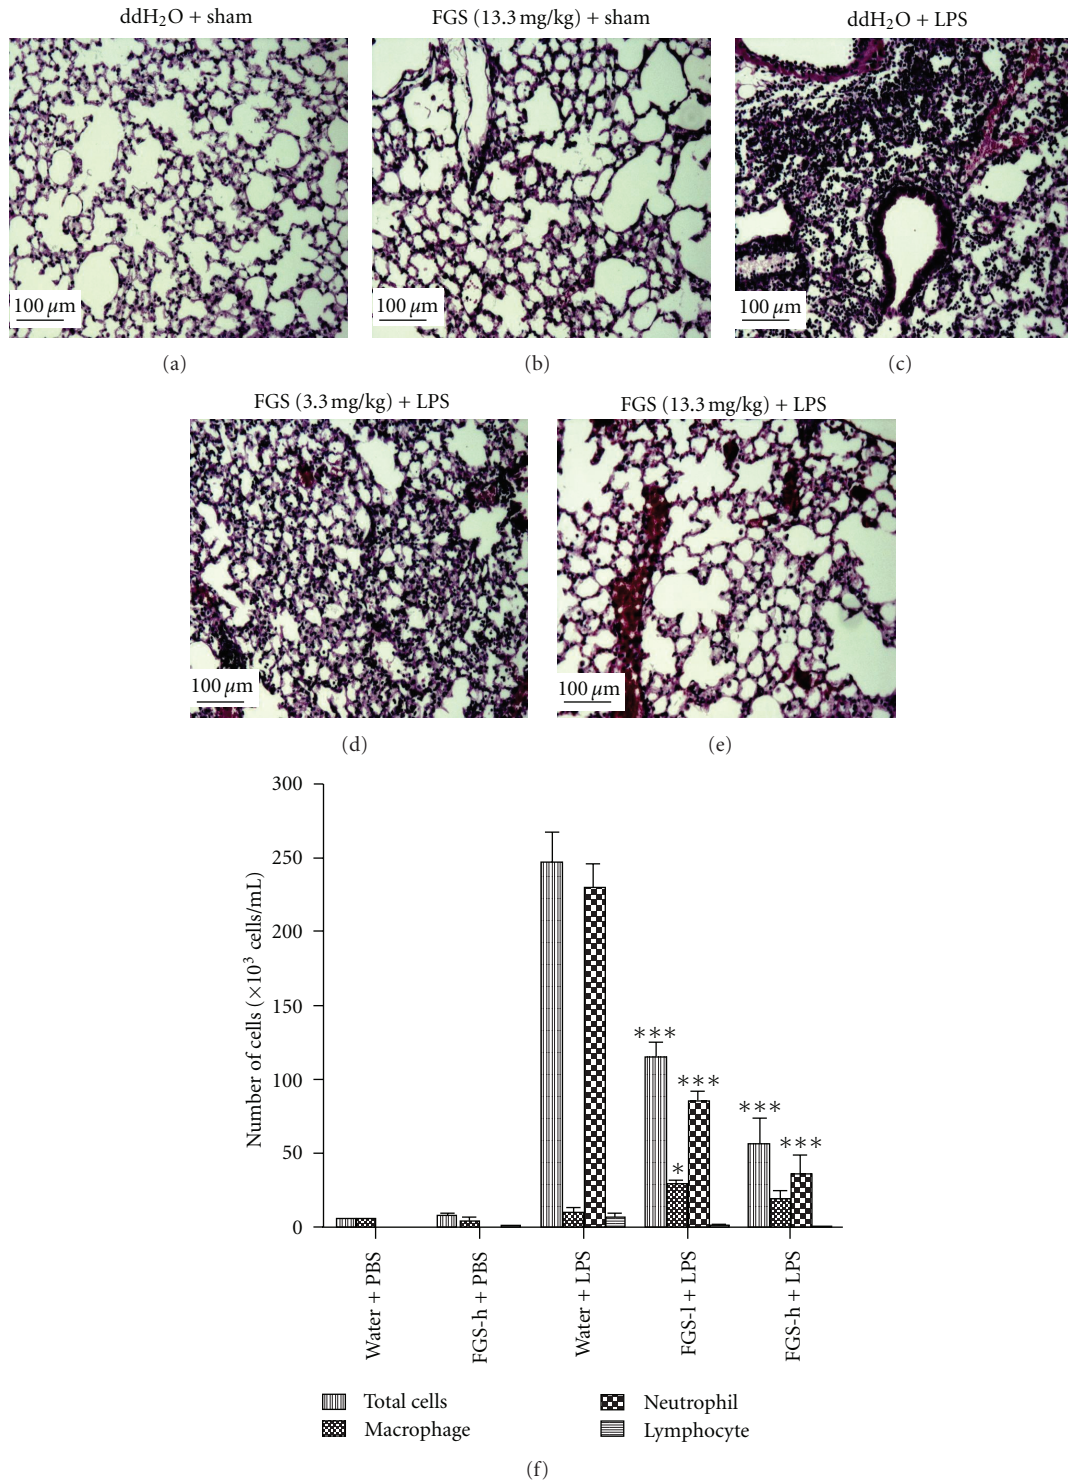 ddH₂O + sham
FGS (13.3 mg/kg) + sham
ddH₂O + LPS
100 µm
100 µm
100 µm
(a)
(b)
(c)
FGS (3.3 mg/kg) + LPS
FGS (13.3 mg/kg) + LPS
100 µm
100 µm
(d)
(e)
Number of cells (×10³ cells/mL)
300
250
200
150
100
50
0
***
***
*
***
***
Water + PBS
FGS-h + PBS
Water + LPS
FGS-l + LPS
FGS-h + LPS
Total cells
Macrophage
Neutrophil
Lymphocyte
(f)